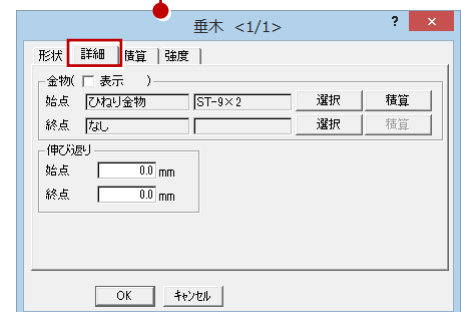 垂木 <1/1> ? ×
形状 詳細 積算 強度
金物( 表示 )
始点 ひねり金物 ST-9×2 選択 積算
終点 なし 選択 積算
伸び返り
始点 0.0 mm
終点 0.0 mm
OK キャンセル